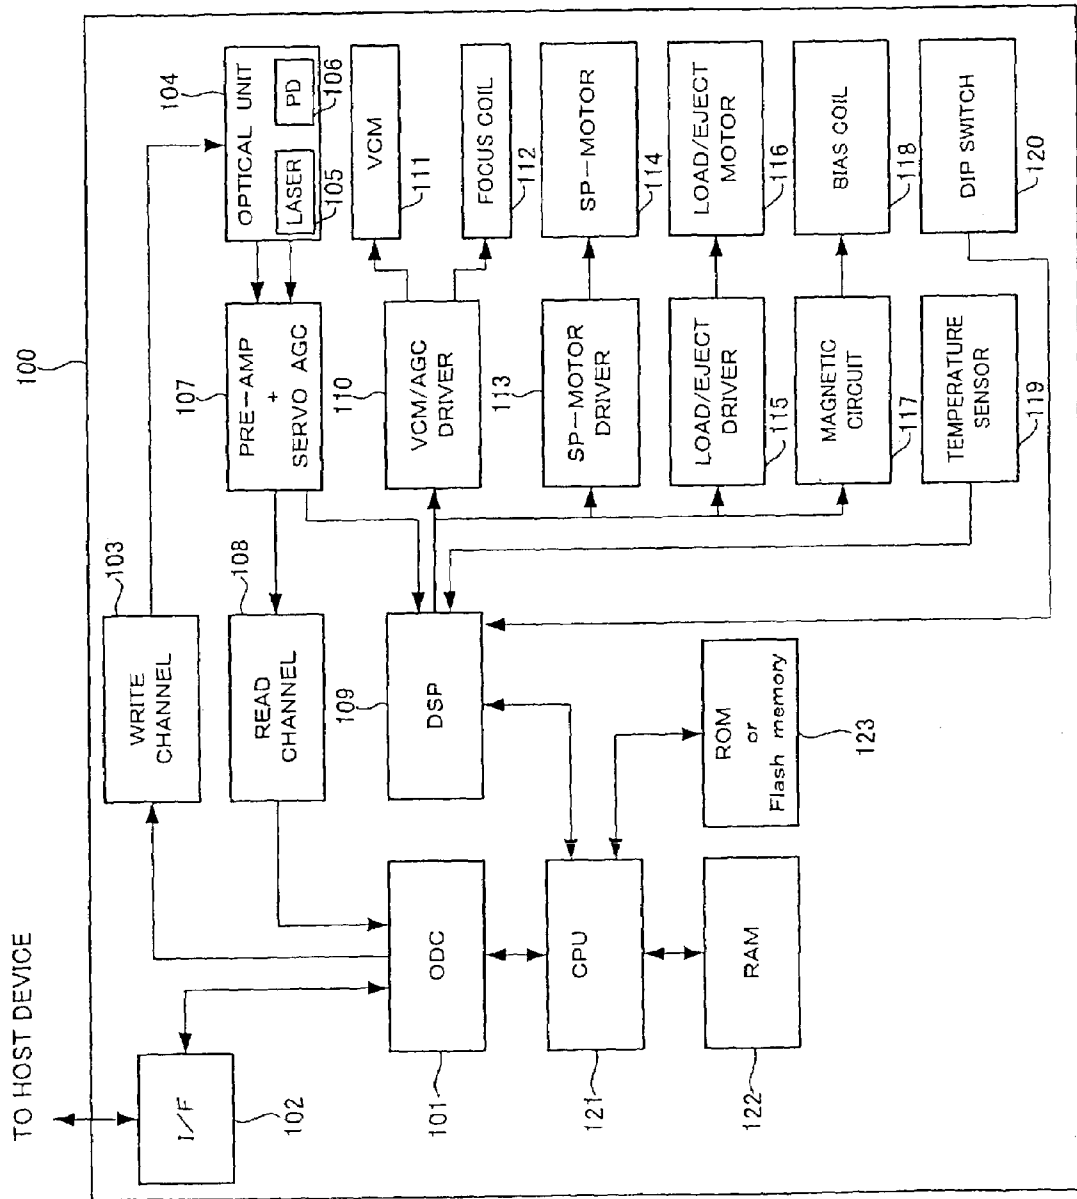 TO HOST DEVICE
100
I/F
102
WRITE
CHANNEL
103
OPTICAL UNIT
104
LASER
105
PD
106
PRE-AMP
+
SERVO AGC
107
READ
CHANNEL
108
ODC
101
DSP
109
VCM/AGC
DRIVER
110
VCM
111
FOCUS COIL
112
CPU
121
SP-MOTOR
DRIVER
113
SP-MOTOR
114
RAM
122
ROM
or
Flash memory
123
LOAD/EJECT
DRIVER
115
LOAD/EJECT
MOTOR
116
MAGNETIC
CIRCUIT
117
BIAS COIL
118
TEMPERATURE
SENSOR
119
DIP SWITCH
120